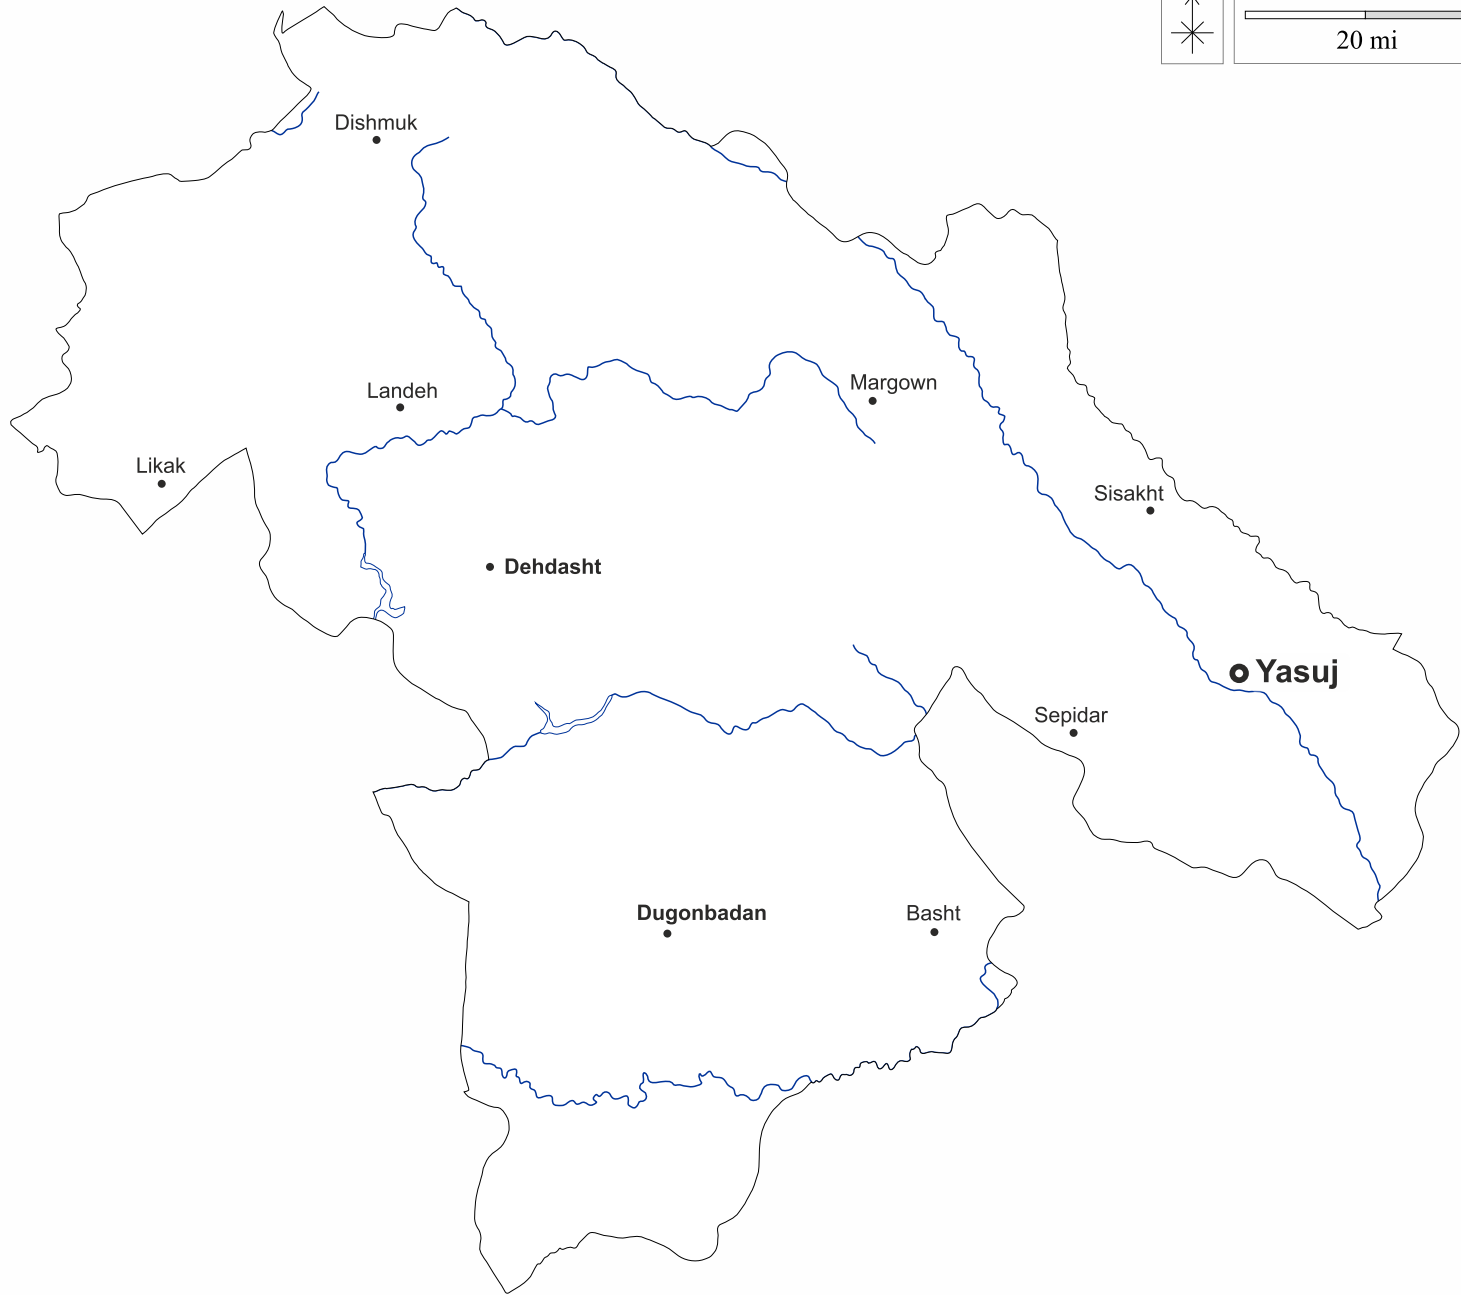 20 mi
Dishmuk
Margown
Landeh
Likak
Sisakht
Dehdasht
Yasuj
Sepidar
Dugonbadan
Basht